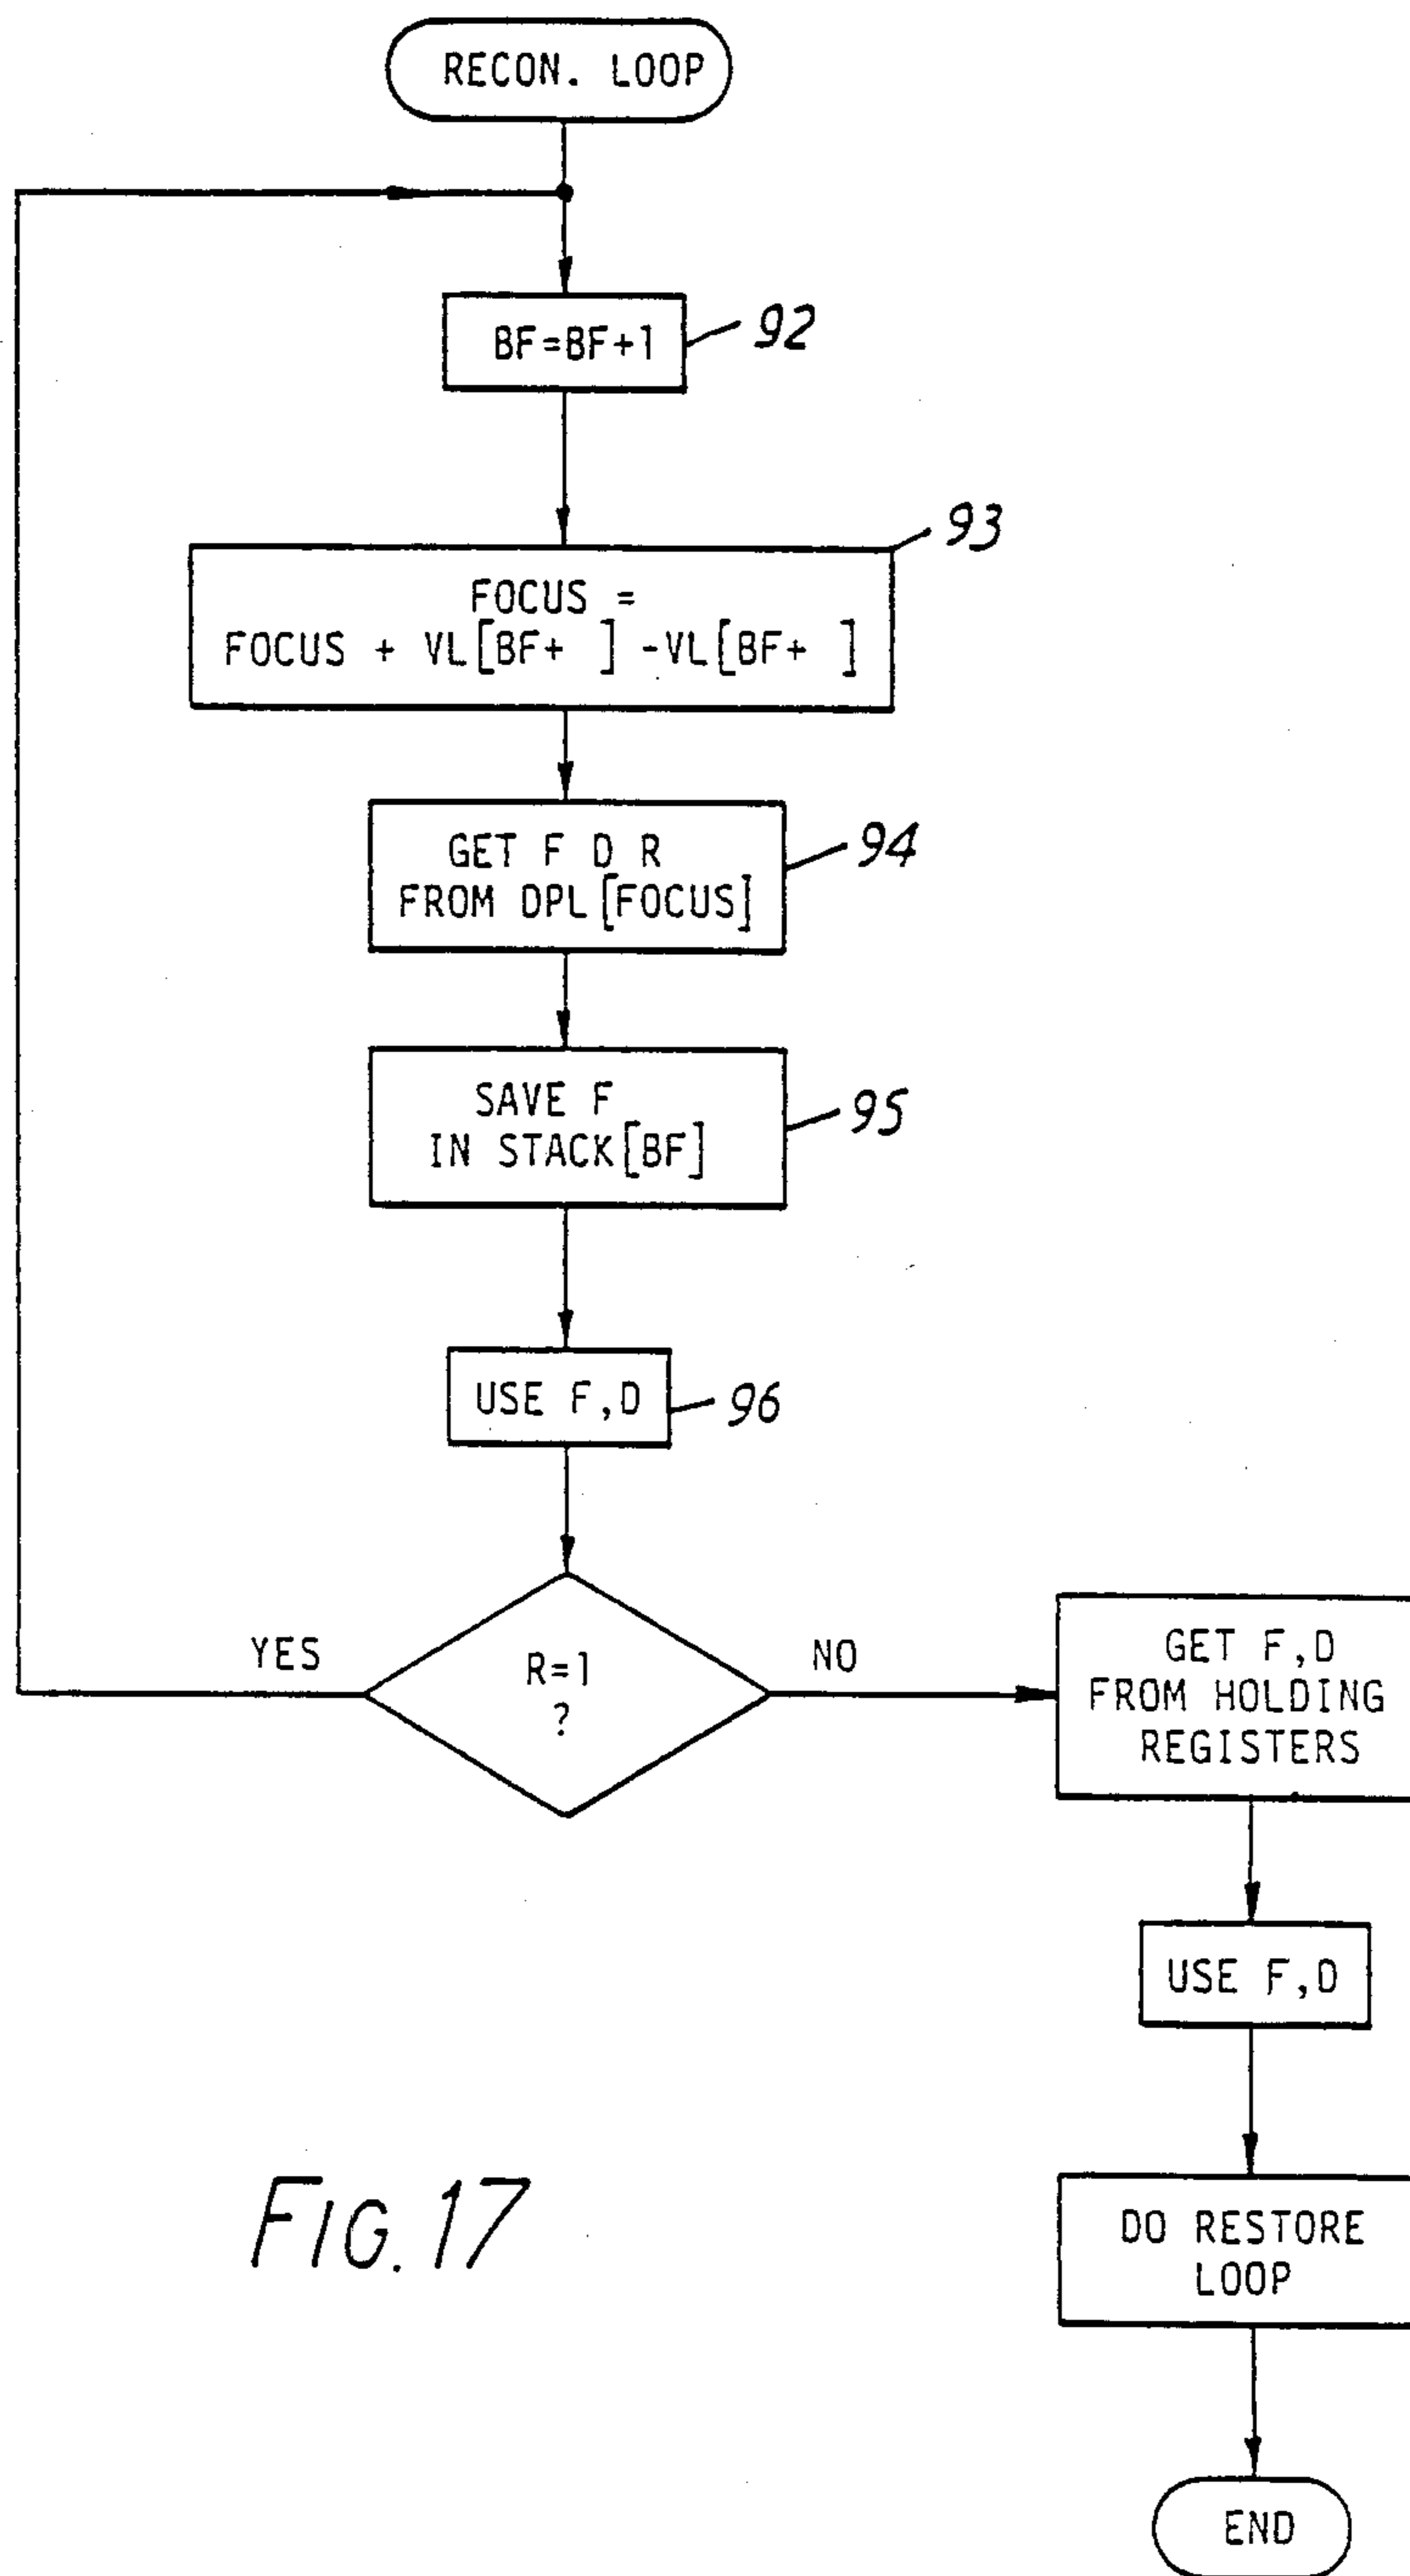 RECON. LOOP
BF=BF+1
92
93
FOCUS =
FOCUS + VL[BF+ ] -VL[BF+ ]
GET F D R
FROM DPL[FOCUS]
94
SAVE F
IN STACK[BF]
95
USE F,D
96
YES
R=1
?
NO
GET F,D
FROM HOLDING
REGISTERS
USE F,D
DO RESTORE
LOOP
END
FIG. 17